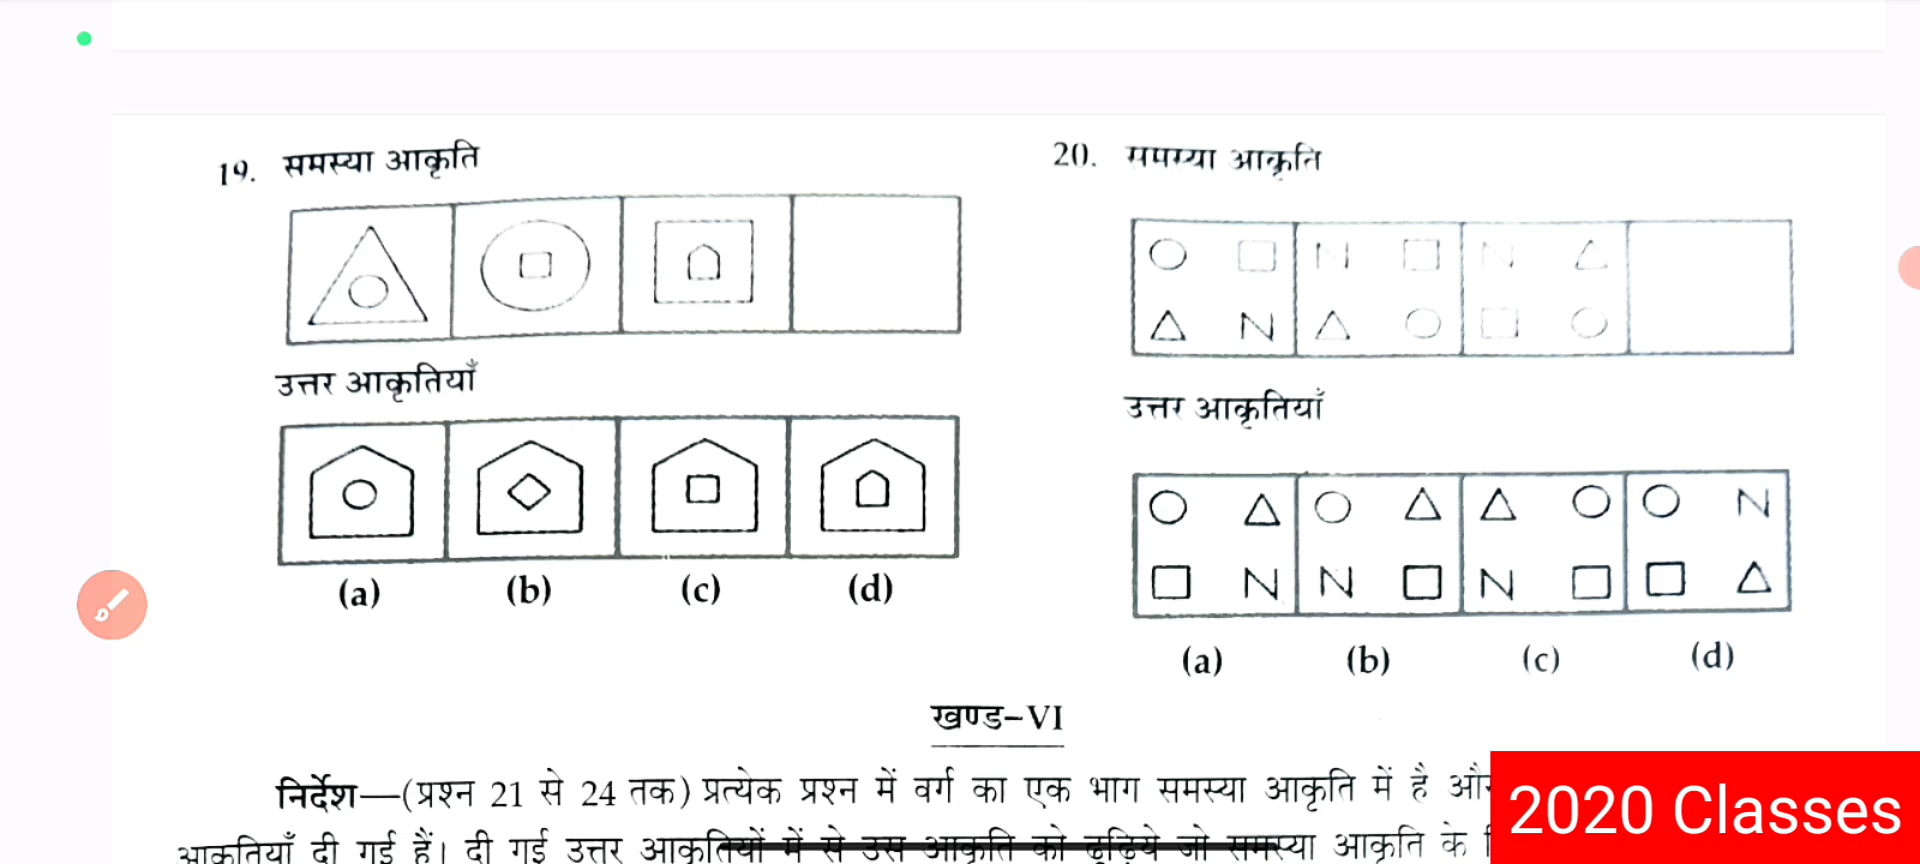 19. समस्या आकृति
उत्तर आकृतियाँ
(a) (b) (c) (d)
20. समस्या आकृति
N N
N
उत्तर आकृतियाँ
N
N N N
(a) (b) (c) (d)
खण्ड-VI
निर्देश—(प्रश्न 21 से 24 तक) प्रत्येक प्रश्न में वर्ग का एक भाग समस्या आकृति में है
आकृतियाँ दी गई हैं। दी गई उत्तर आकृतियों में से उस आकृति को ढूढ़िये जो समस्या आकृति के
2020 Classes